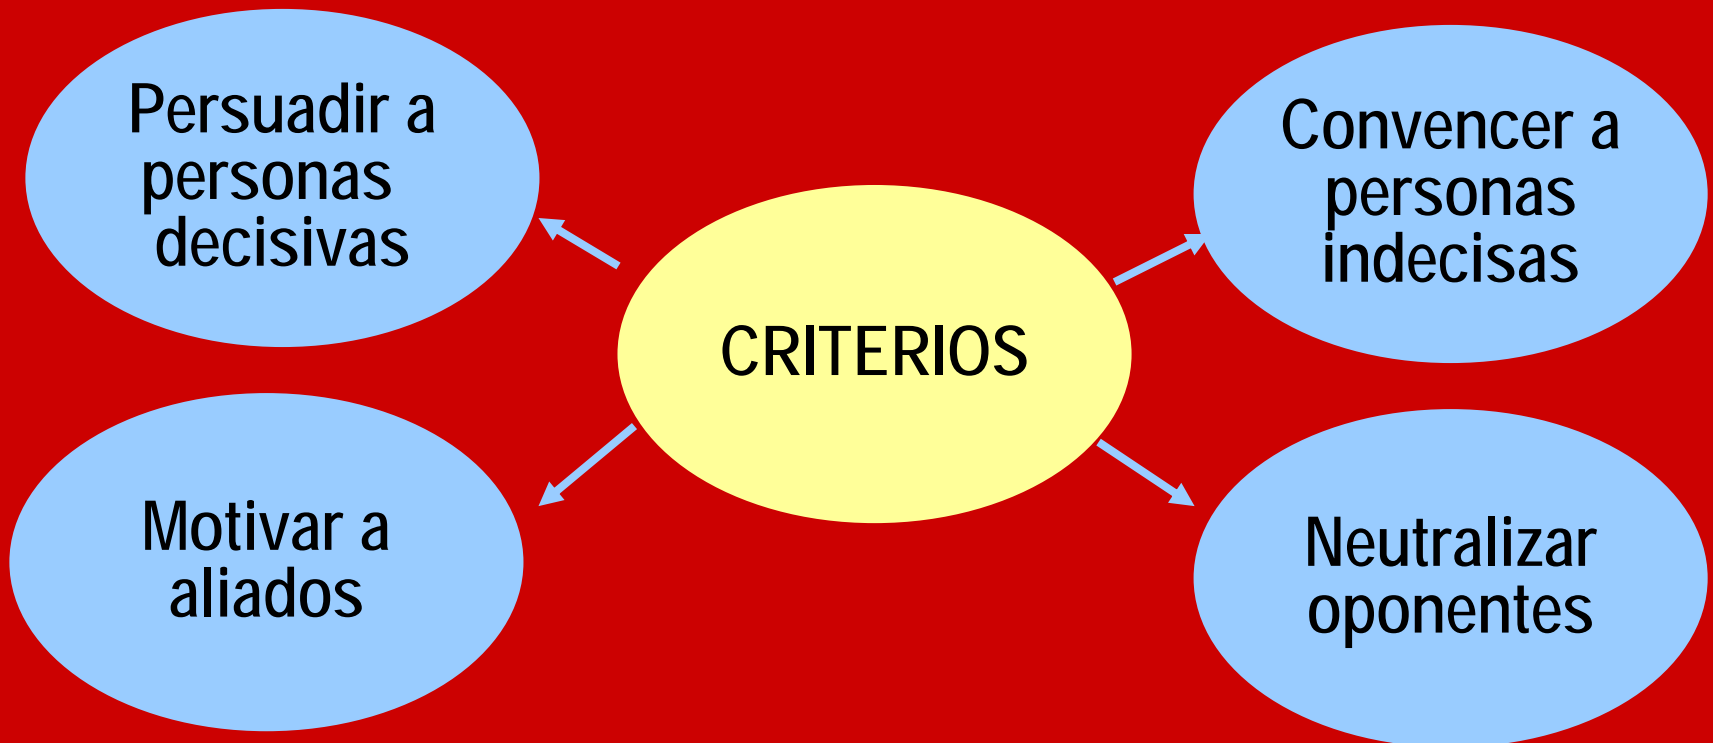 Persuadir a
personas
decisivas
Convencer a
personas
indecisas
CRITERIOS
Motivar a
aliados
Neutralizar
oponentes